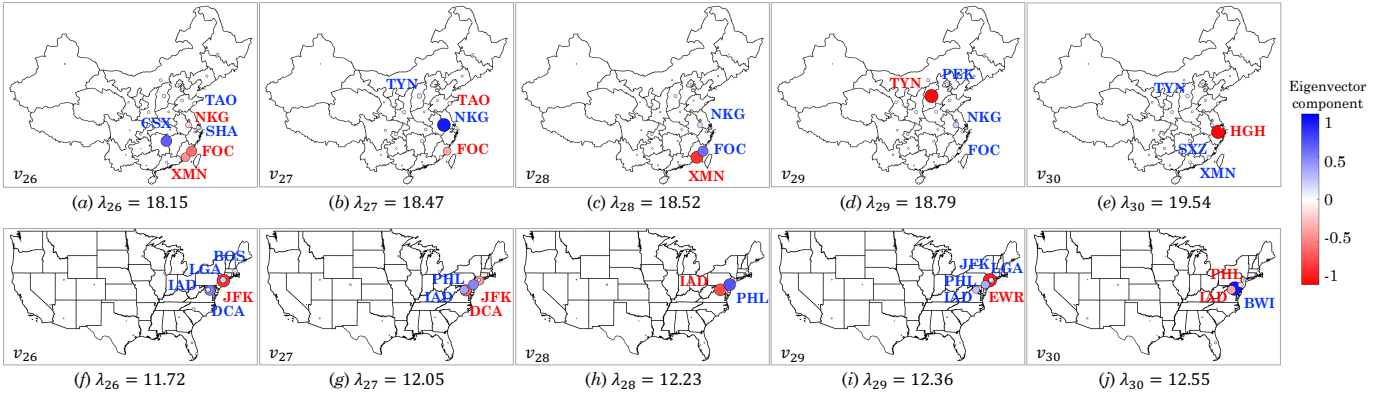 TAO
NKG
CSX
SHA
FOC
XMN
v26
(a) λ26 = 18.15
TYN
TAO
NKG
FOC
v27
(b) λ27 = 18.47
NKG
FOC
XMN
v28
(c) λ28 = 18.52
PEK
TYN
NKG
FOC
v29
(d) λ29 = 18.79
TYN
HGH
SXZ
XMN
v30
(e) λ30 = 19.54
Eigenvector
component
1
0.5
0
-0.5
-1
BOS
LGA
IAD
JFK
DCA
v26
(f) λ26 = 11.72
PHL
IAD
JFK
DCA
v27
(g) λ27 = 12.05
IAD
PHL
v28
(h) λ28 = 12.23
JFK
LGA
PHL
IAD
EWR
v29
(i) λ29 = 12.36
PHL
IAD
BWI
v30
(j) λ30 = 12.55